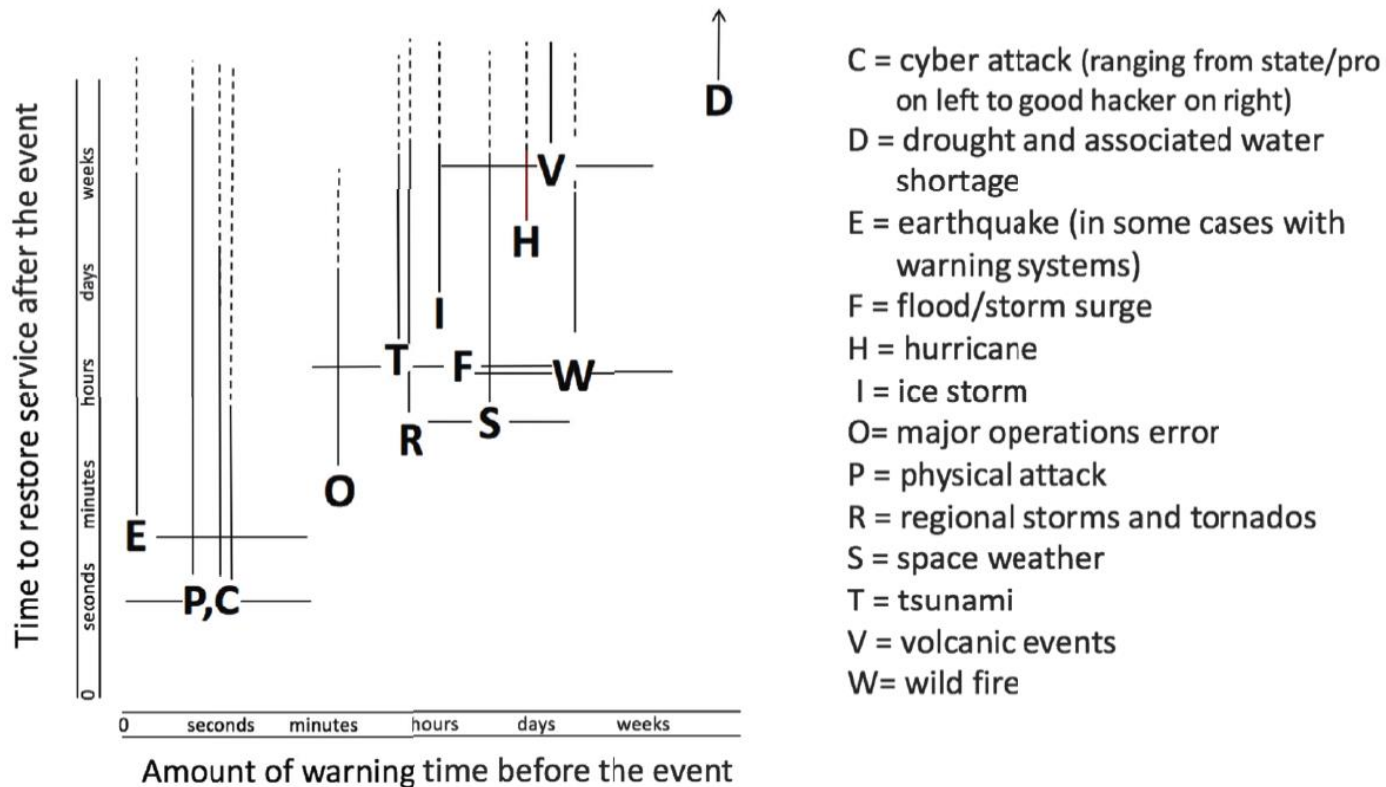 Time to restore service after the event
weeks
days
hours
minutes
seconds
0
D
V
H
I
T
F
W
R
S
O
E
P,C
0 seconds minutes hours days weeks
Amount of warning time before the event
C = cyber attack (ranging from state/pro
on left to good hacker on right)
D = drought and associated water
shortage
E = earthquake (in some cases with
warning systems)
F = flood/storm surge
H = hurricane
I = ice storm
O= major operations error
P = physical attack
R = regional storms and tornados
S = space weather
T = tsunami
V = volcanic events
W= wild fire